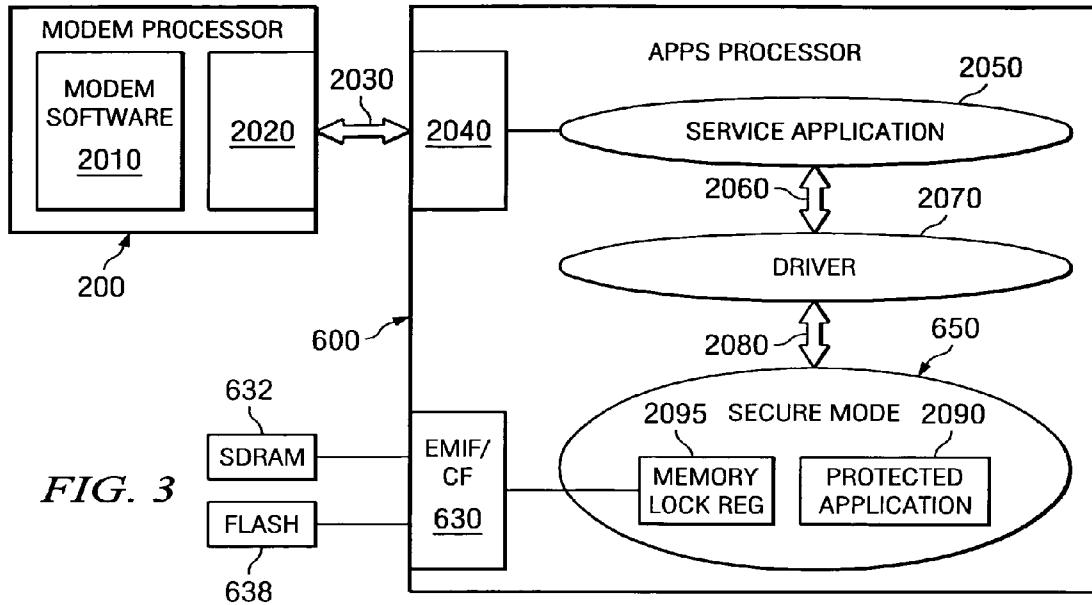 MODEM PROCESSOR
MODEM
SOFTWARE
2010
2020
2030
200
APPS PROCESSOR
2040
2050
SERVICE APPLICATION
2060
2070
DRIVER
600
2080
650
SECURE MODE
2095
2090
MEMORY
LOCK REG
PROTECTED
APPLICATION
632
SDRAM
EMIF/
CF
630
FIG. 3
FLASH
638